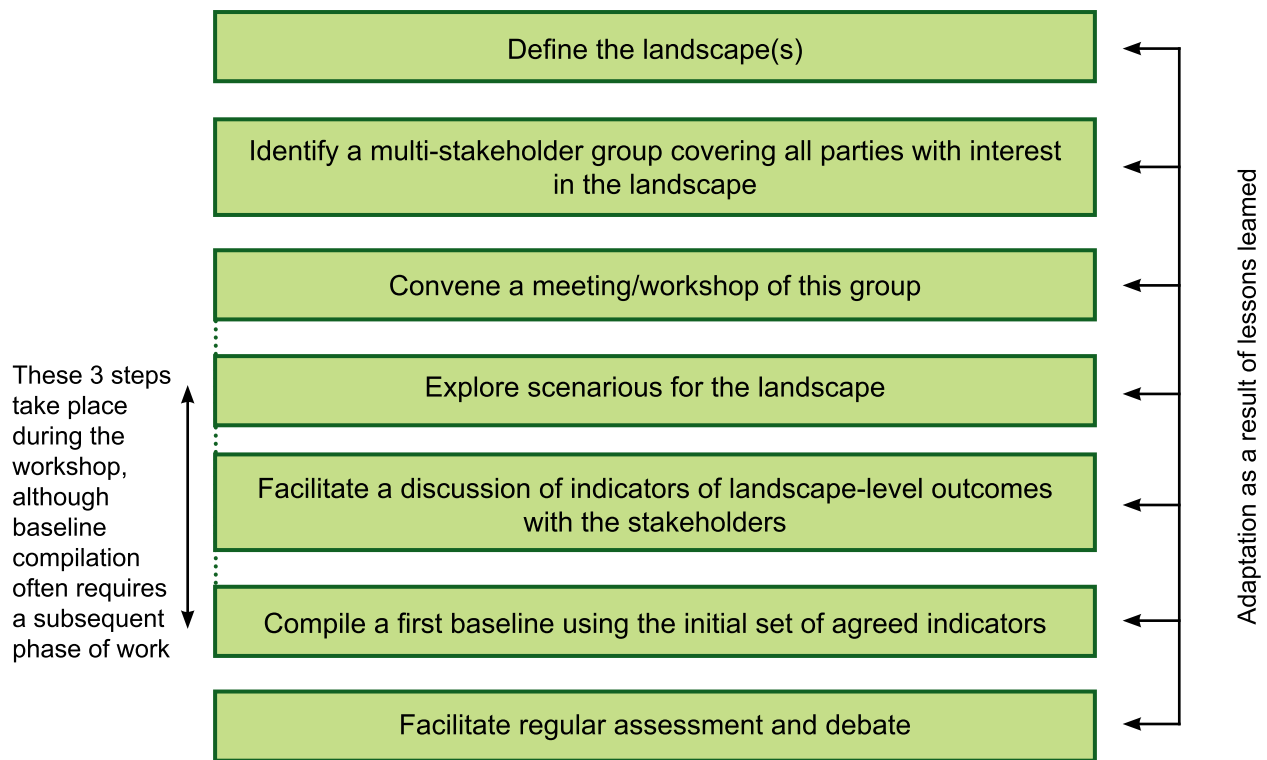 Define the landscape(s)
Identify a multi-stakeholder group covering all parties with interest
in the landscape
Convene a meeting/workshop of this group
These 3 steps
take place
during the
workshop,
although
baseline
compilation
often requires
a subsequent
phase of work
Explore scenarious for the landscape
Facilitate a discussion of indicators of landscape-level outcomes
with the stakeholders
Compile a first baseline using the initial set of agreed indicators
Facilitate regular assessment and debate
Adaptation as a result of lessons leamed